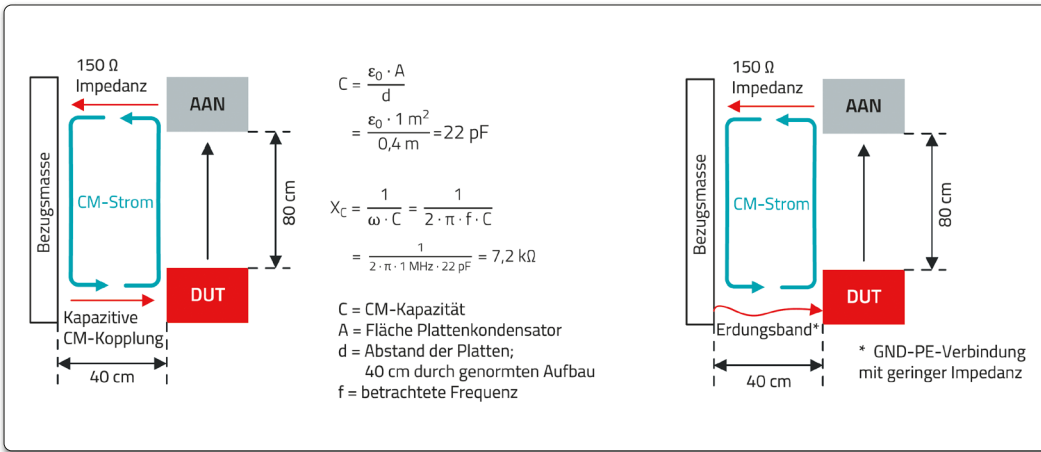 150 Ω
Impedanz
AAN
Bezugsmasse
CM-Strom
80 cm
DUT
Kapazitive
CM-Kopplung
40 cm
C = ε₀ · A / d
= ε₀ · 1 m² / 0,4 m = 22 pF
X_C = 1 / ω · C = 1 / 2 · π · f · C
= 1 / 2 · π · 1 MHz · 22 pF = 7,2 kΩ
C = CM-Kapazität
A = Fläche Plattenkondensator
d = Abstand der Platten;
40 cm durch genormten Aufbau
f = betrachtete Frequenz
150 Ω
Impedanz
AAN
Bezugsmasse
CM-Strom
80 cm
DUT
Erdungsband*
40 cm
* GND-PE-Verbindung
mit geringer Impedanz